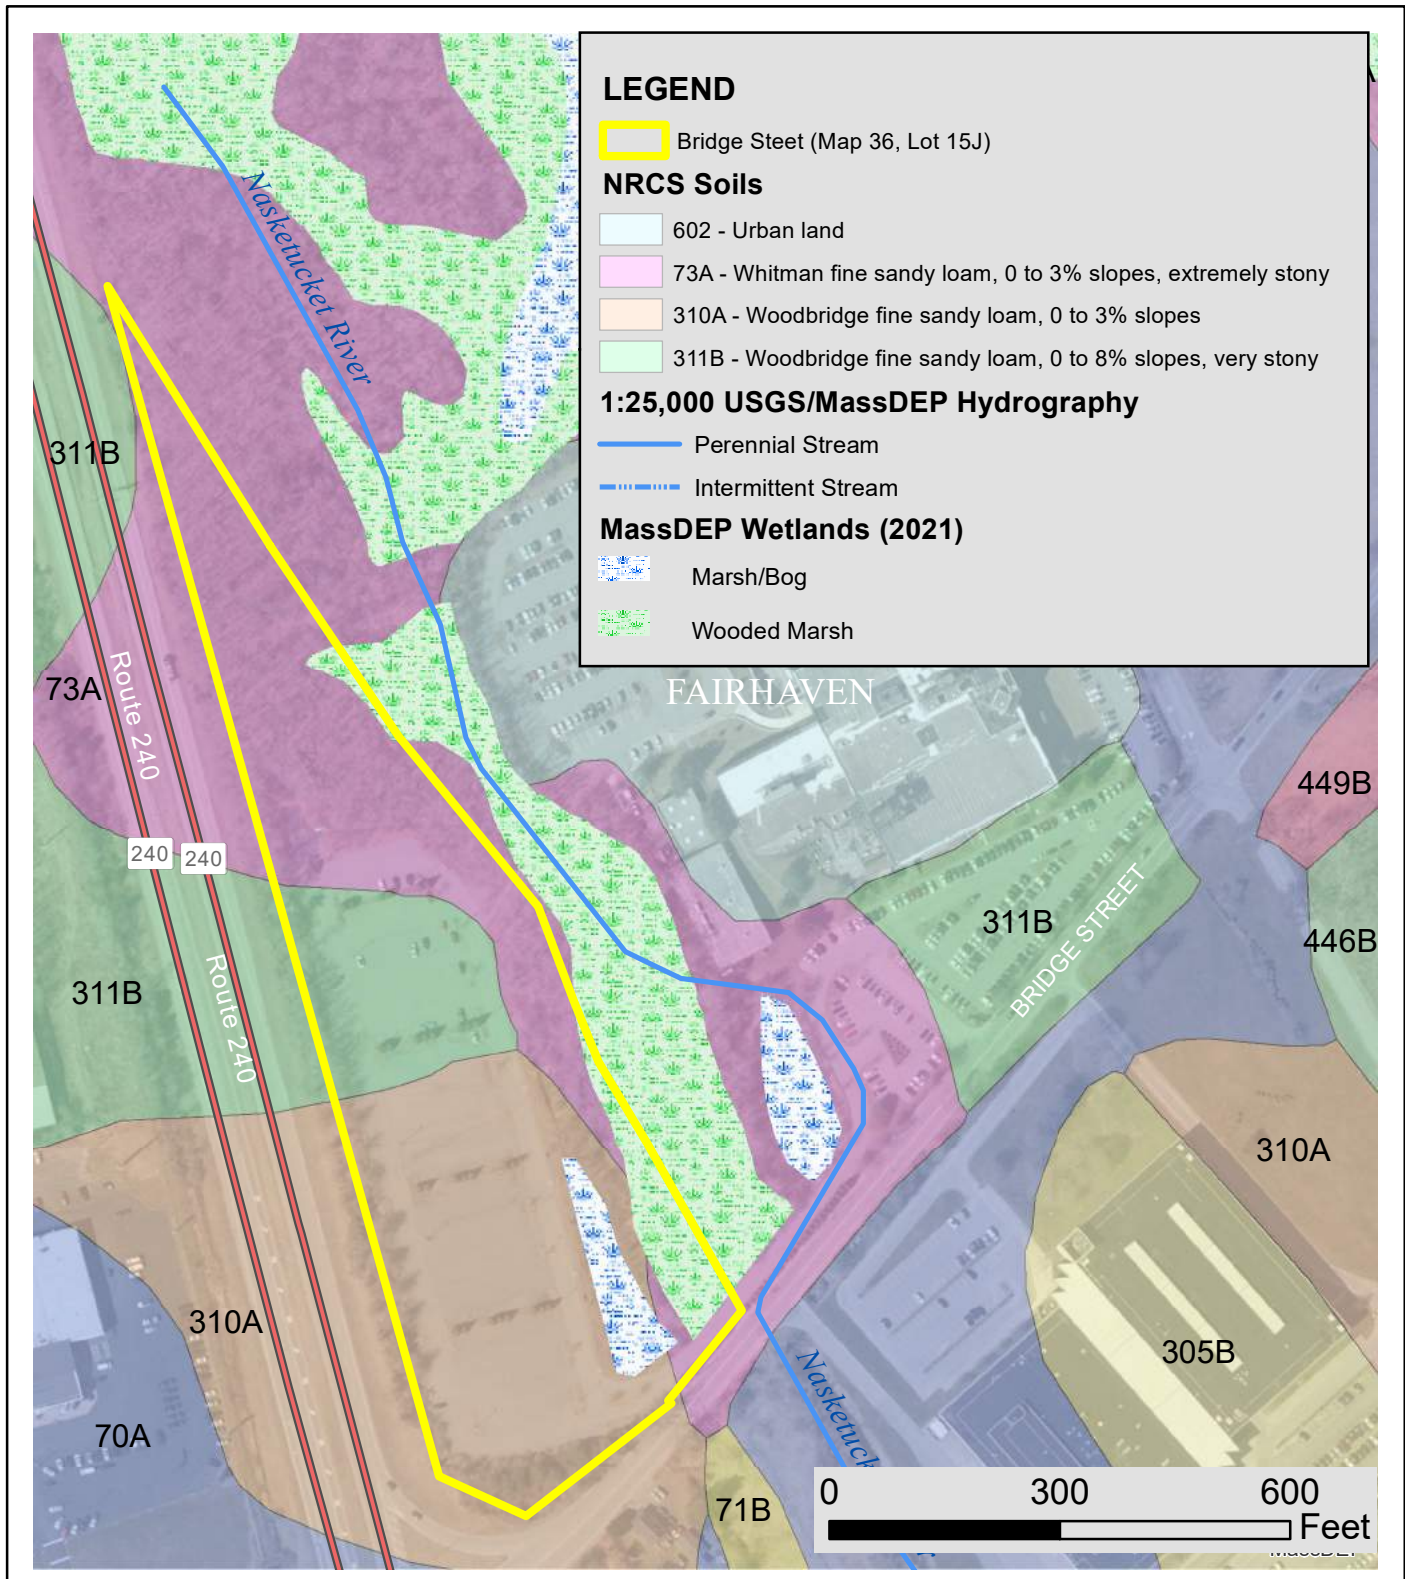 LEGEND
Bridge Steet (Map 36, Lot 15J)
NRCS Soils
602 - Urban land
73A - Whitman fine sandy loam, 0 to 3% slopes, extremely stony
310A - Woodbridge fine sandy loam, 0 to 3% slopes
311B - Woodbridge fine sandy loam, 0 to 8% slopes, very stony
1:25,000 USGS/MassDEP Hydrography
Perennial Stream
Intermittent Stream
MassDEP Wetlands (2021)
Marsh/Bog
Wooded Marsh
Nasketucket River
311B
73A
Route 240
FAIRHAVEN
449B
240 240
311B
BRIDGE STREET
446B
311B
Route 240
310A
310A
305B
70A
Nasketuck
71B
0 300 600
Feet